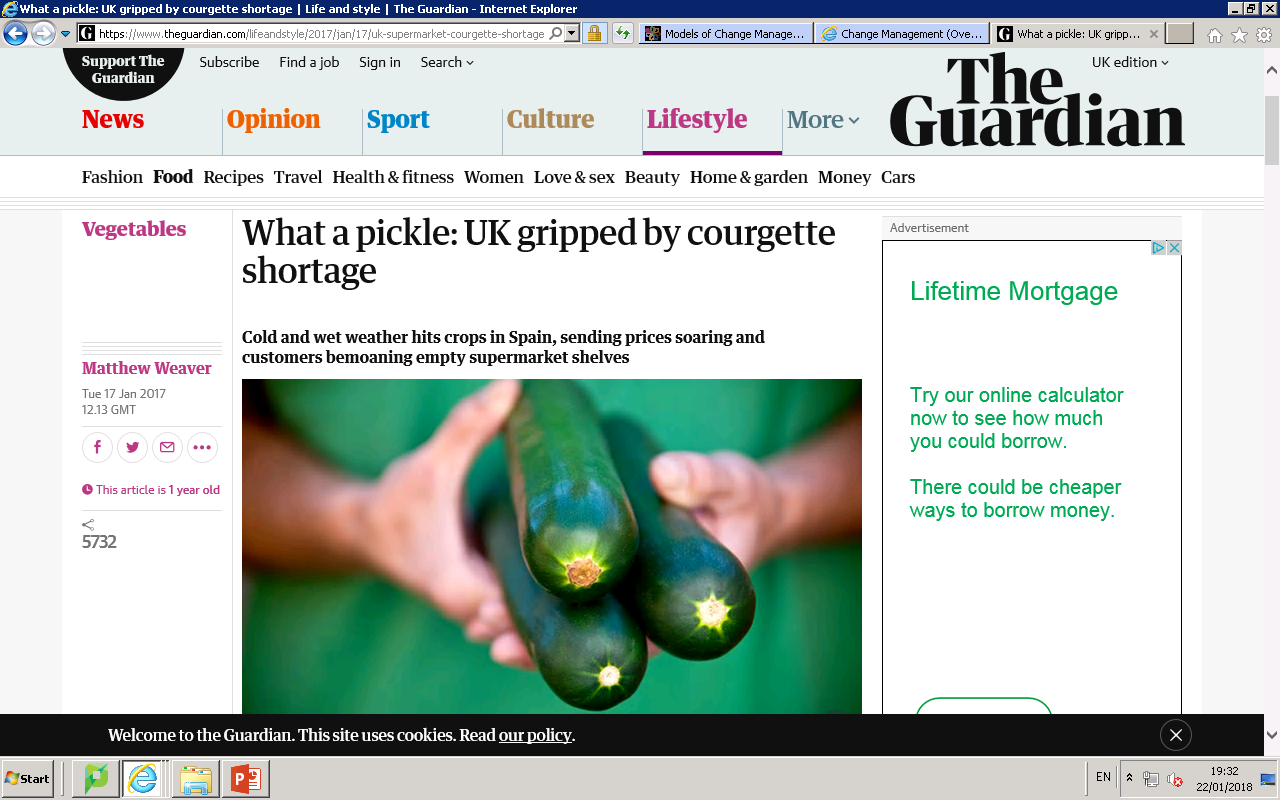 What a pickle: UK gripped by courgette shortage | Life and style | The Guardian - Internet Explorer
https://www.theguardian.com/lifeandstyle/2017/jan/17/uk-supermarket-courgette-shortage
Models of Change Manage...
Change Management (Ove...
What a pickle: UK gripp...
Support The
Guardian
Subscribe Find a job Sign in Search
UK edition
The
Guardian
News Opinion Sport Culture Lifestyle More
Fashion Food Recipes Travel Health & fitness Women Love & sex Beauty Home & garden Money Cars
Vegetables
What a pickle: UK gripped by courgette
shortage
Cold and wet weather hits crops in Spain, sending prices soaring and
customers bemoaning empty supermarket shelves
Matthew Weaver
Tue 17 Jan 2017
12.13 GMT
This article is 1 year old
5732
Advertisement
Lifetime Mortgage
Try our online calculator
now to see how much
you could borrow.
There could be cheaper
ways to borrow money.
Welcome to the Guardian. This site uses cookies. Read our policy.
Start
EN
19:32
22/01/2018